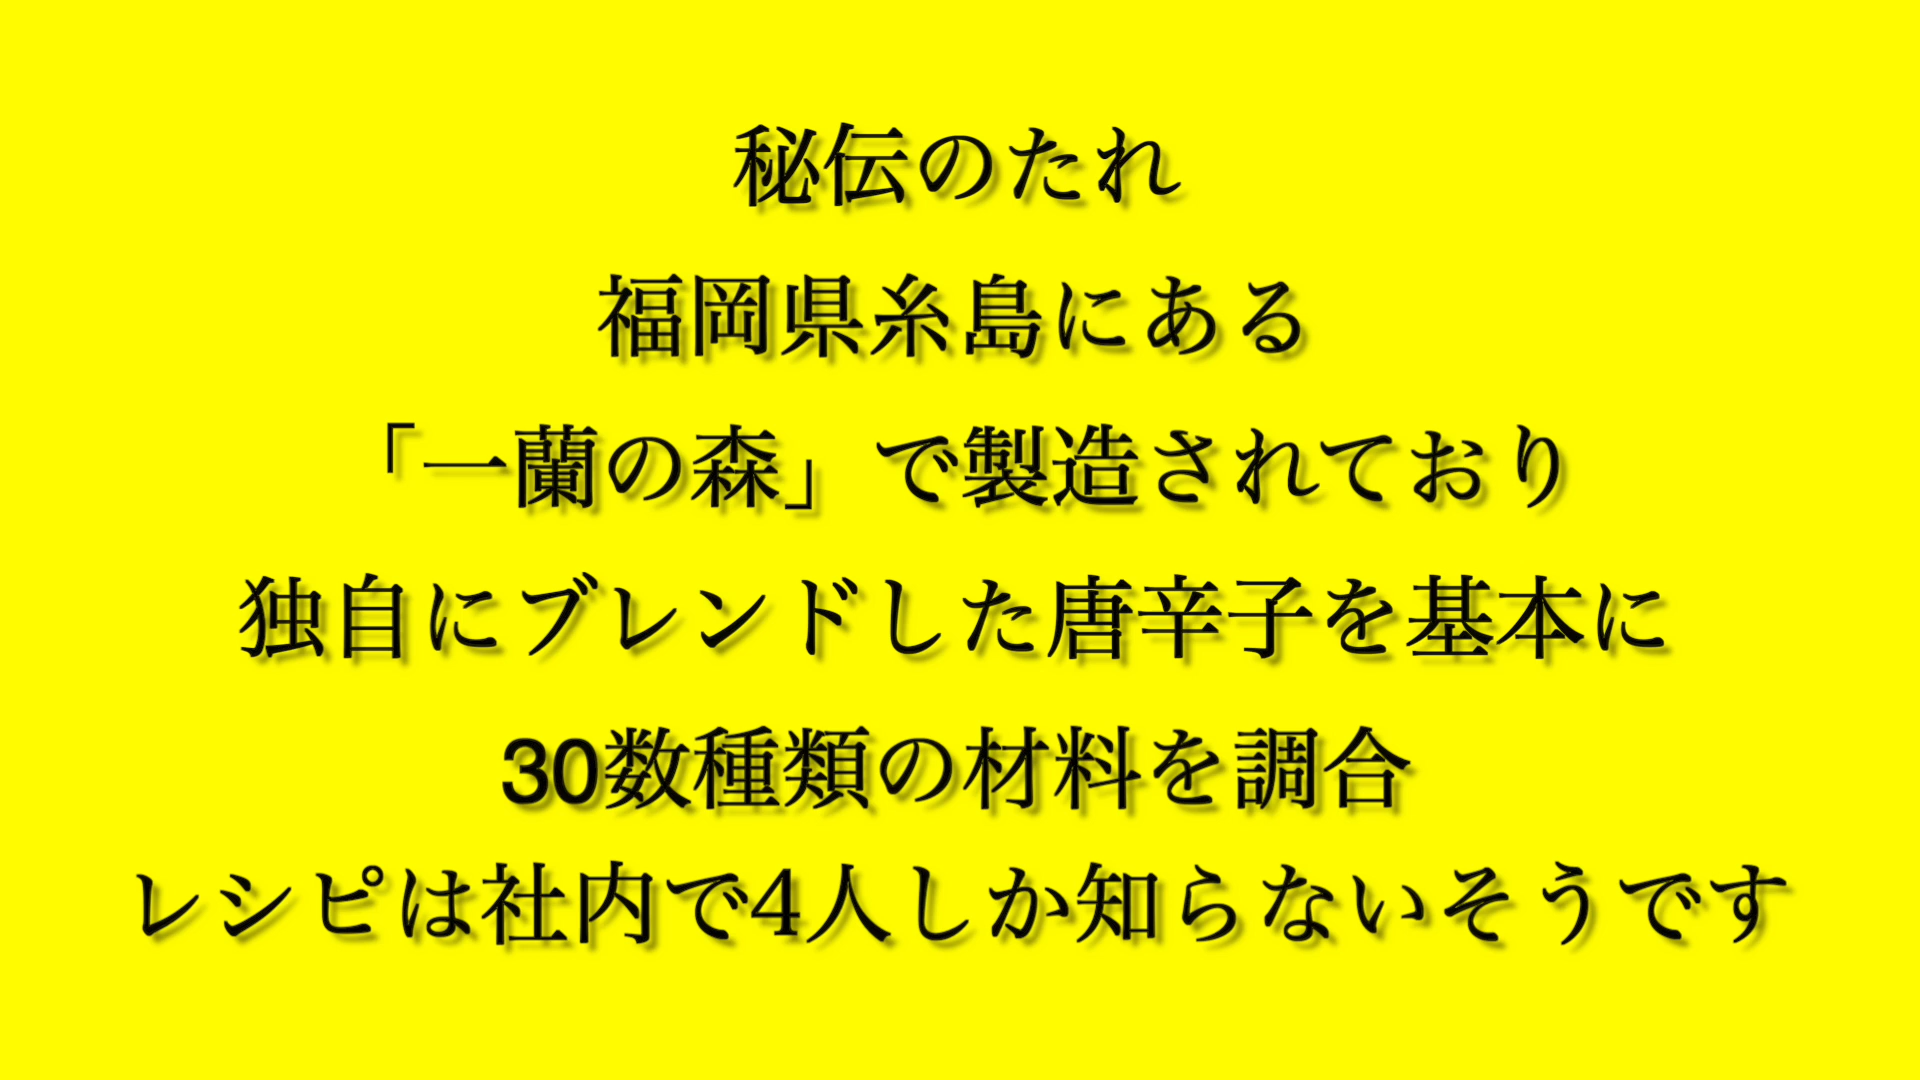 秘伝のたれ
福岡県糸島にある
「一蘭の森」で製造されており
独自にブレンドした唐辛子を基本に
30数種類の材料を調合
レシピは社内で4人しか知らないそうです